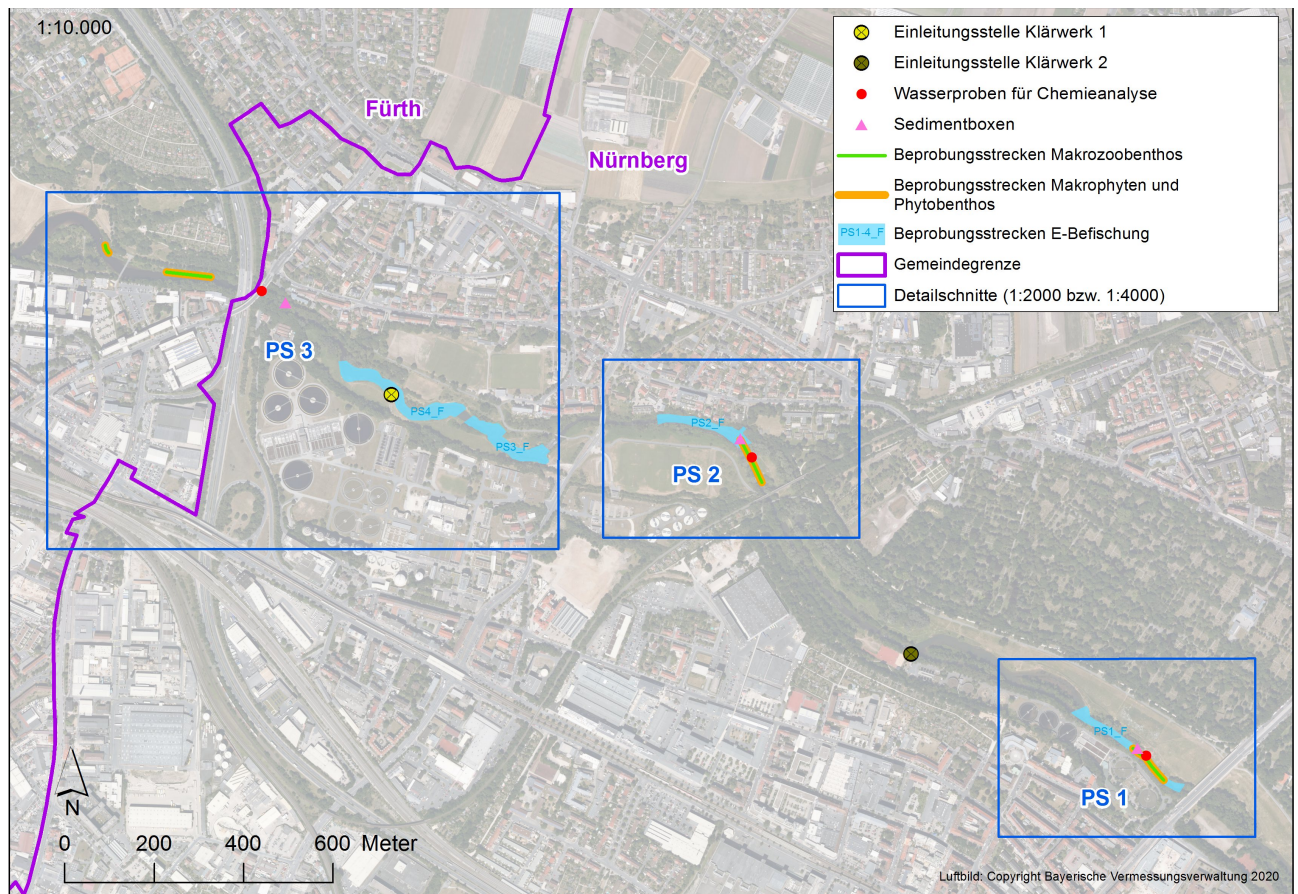 1:10.000
Einleitungsstelle Klärwerk 1
Einleitungsstelle Klärwerk 2
Wasserproben für Chemieanalyse
Sedimentboxen
Beprobungsstrecken Makrozoobenthos
Beprobungsstrecken Makrophyten und
Phytobenthos
PS1-4_F Beprobungsstrecken E-Befischung
Gemeindegrenze
Detailschnitte (1:2000 bzw. 1:4000)
Fürth
Nürnberg
PS 3
PS4_F
PS3_F
PS2_F
PS 2
PS1_F
PS 1
N
0 200 400 600 Meter
Luftbild: Copyright Bayerische Vermessungsverwaltung 2020